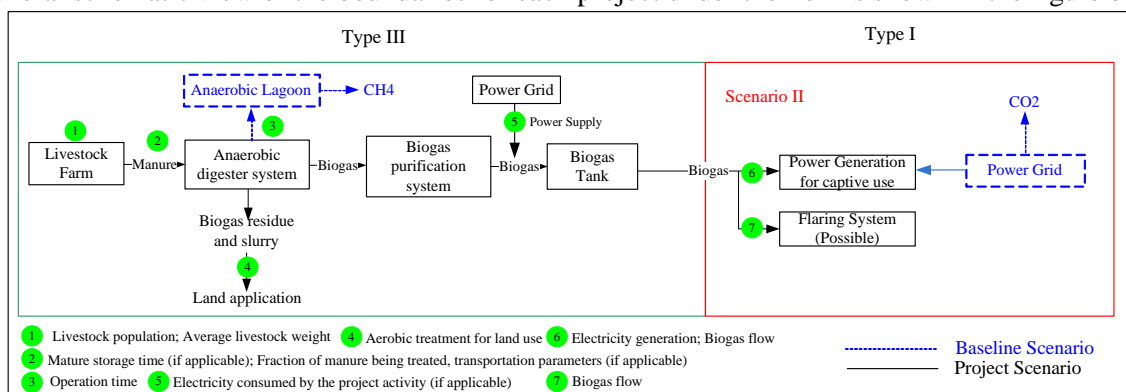 Type III
Type I
Anaerobic Lagoon
CH4
Power Grid
Scenario II
CO2
1
2
3
5 Power Supply
Livestock
Farm
Manure
Anaerobic
digester system
Biogas
Biogas
purification
system
Biogas
Biogas
Tank
Biogas
6
Power Generation
for captive use
Power Grid
7
Flaring System
(Possible)
Biogas residue
and slurry
4
Land application
1 Livestock population; Average livestock weight 4 Aerobic treatment for land use 6 Electricity generation; Biogas flow
2 Mature storage time (if applicable); Fraction of manure being treated, transportation parameters (if applicable)
3 Operation time 5 Electricity consumed by the project activity (if applicable) 7 Biogas flow
Baseline Scenario
Project Scenario